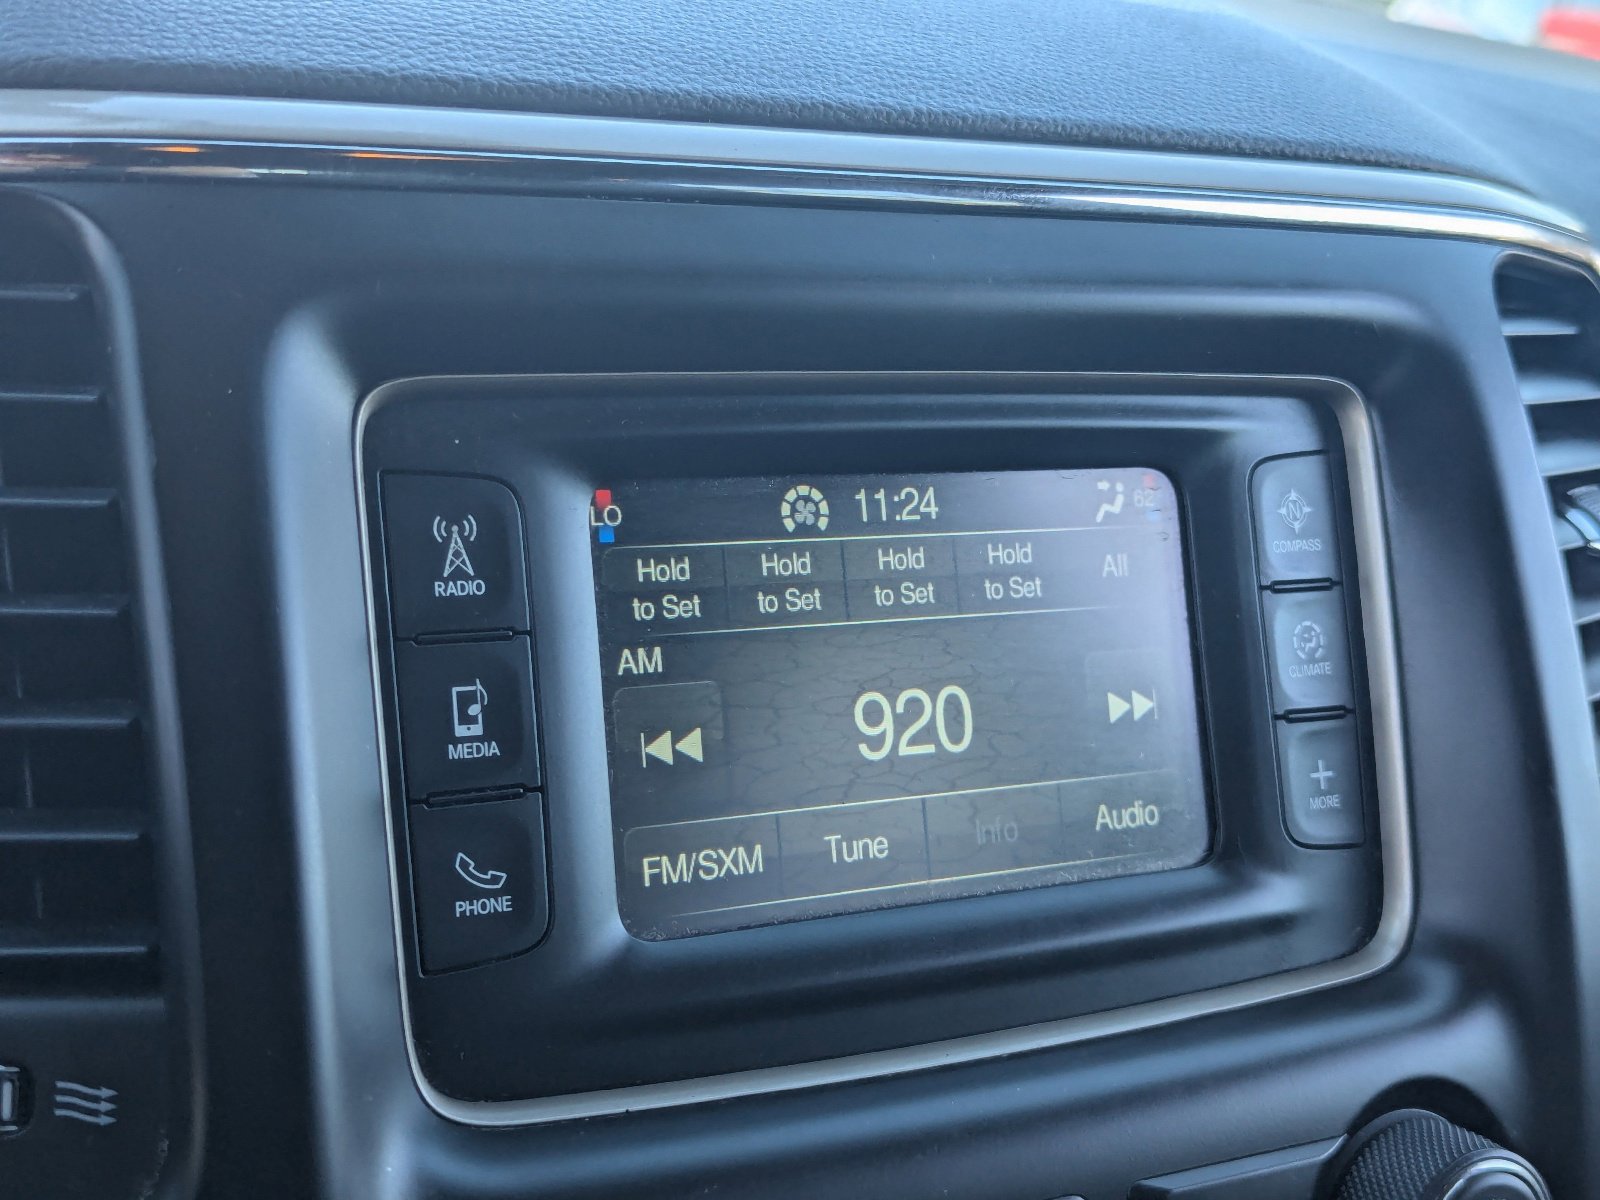 LO 11:24 62
Hold Hold Hold Hold All
to Set to Set to Set to Set
AM
920
FM/SXM Tune Info Audio
RADIO
MEDIA
PHONE
N
COMPASS
CLIMATE
MORE